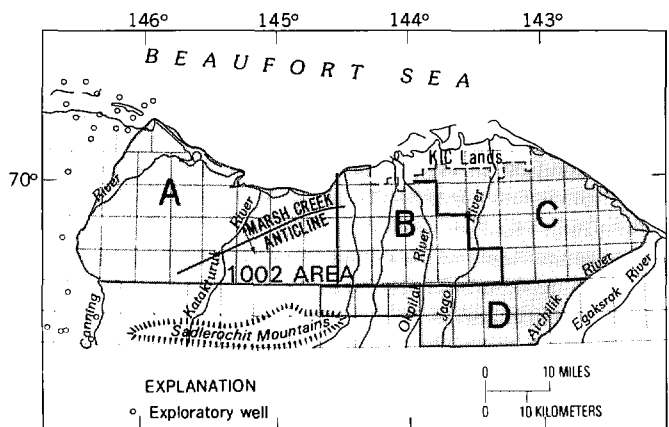 146° 145° 144° 143°
BEAUFORT SEA
KIC Lands
70°
River
A
River
MARSH CREEK
ANTICLINE
B
River
River
C
1002 AREA
Canning
Katakturuk
Sadlerochit Mountains
Okpilak
Jago
D
Aichilik
River
Egaksrak
River
EXPLANATION
Exploratory well
0 10 MILES
0 10 KILOMETERS